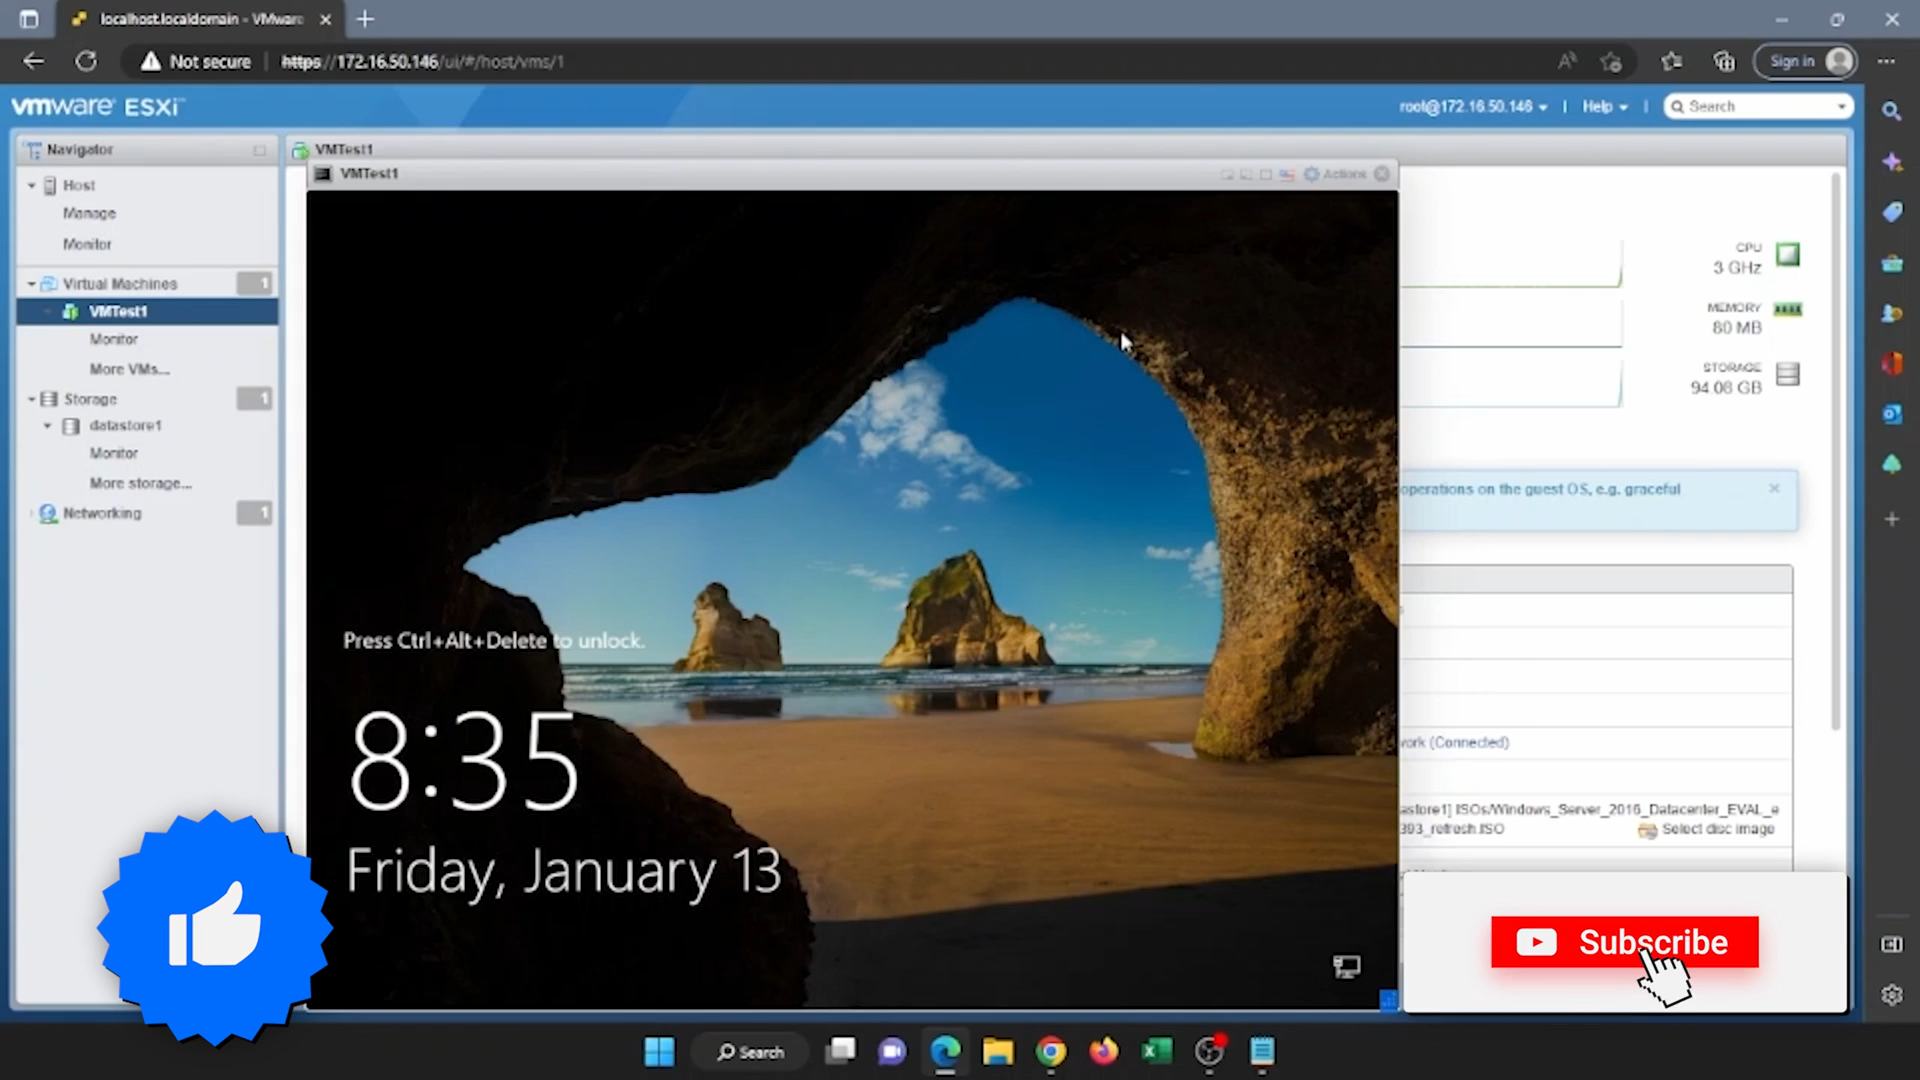 localhost.localdomain - VMware
Not secure
https://172.16.50.146/ui/#/host/vms/1
Sign in
vmware ESXi
root@172.16.50.146
Help
Search
Navigator
Host
Manage
Monitor
Virtual Machines 1
VMTest1
Monitor
More VMs...
Storage 1
datastore1
Monitor
More storage...
Networking 1
VMTest1
VMTest1
Actions
CPU
3 GHz
MEMORY
80 MB
STORAGE
94.08 GB
operations on the guest OS, e.g. graceful
(Connected)
ISOs/Windows_Server_2016_Datacenter_EVAL_e
393_refresh.ISO
Select disc image
Press Ctrl+Alt+Delete to unlock.
8:35
Friday, January 13
Subscribe
Search